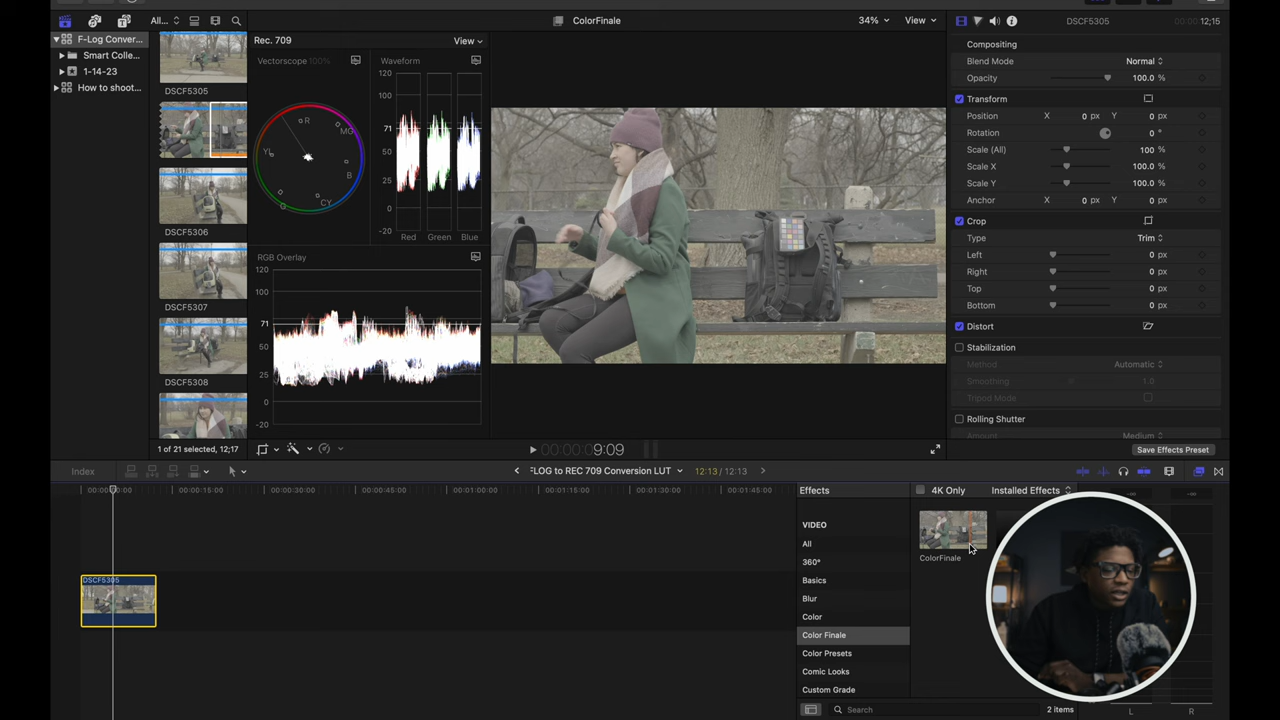 All...
ColorFinale
34%
View
DSCF5305
00:00:12;15
F-Log Conver...
Smart Colle...
1-14-23
How to shoot...
DSCF5305
DSCF5306
DSCF5307
DSCF5308
1 of 21 selected, 12;17
Rec. 709
View
Vectorscope 100%
R
MG
YL
B
G
CY
Waveform
120
100
71
50
25
0
-20
Red
Green
Blue
RGB Overlay
120
100
71
50
25
0
-20
00:00:00:09:09
Compositing
Blend Mode
Normal
Opacity
100.0 %
Transform
Position X 0 px Y 0 px
Rotation 0 °
Scale (All) 100 %
Scale X 100.0 %
Scale Y 100.0 %
Anchor X 0 px Y 0 px
Crop
Type Trim
Left 0 px
Right 0 px
Top 0 px
Bottom 0 px
Distort
Stabilization
Method Automatic
Smoothing 1.0
Tripod Mode
Rolling Shutter
Amount Medium
Save Effects Preset
Index
-LOG to REC 709 Conversion LUT
12:13 / 12:13
00:00:15:00
00:00:30:00
00:00:45:00
00:01:00:00
00:01:15:00
00:01:30:00
00:01:45:00
DSCF5305
Effects
4K Only
Installed Effects
VIDEO
All
360°
Basics
Blur
Color
Color Finale
Color Presets
Comic Looks
Custom Grade
ColorFinale
Search
2 items
-∞
-∞
L
R